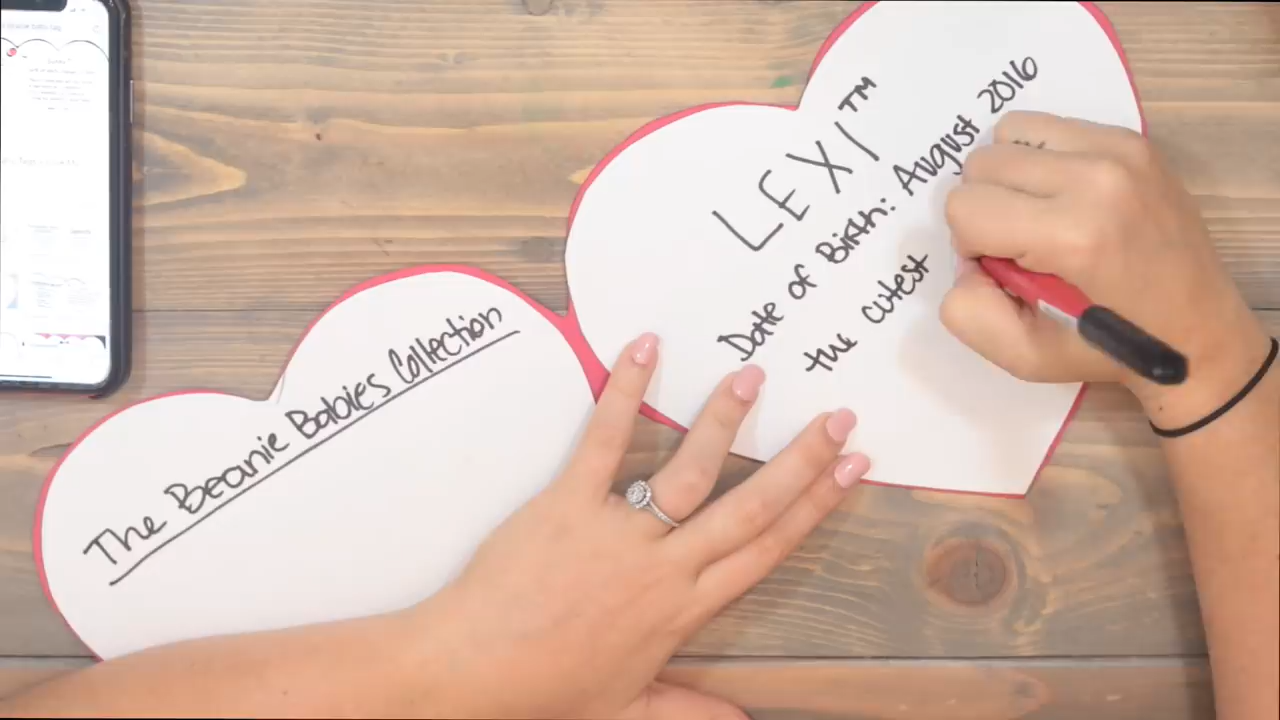 The Beanie Babies Collection
LEXI™
Date of Birth: August 2016
the cutest